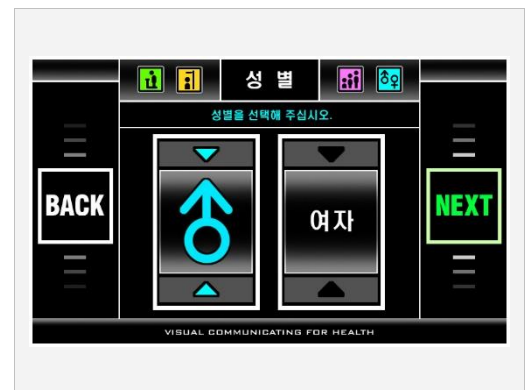 성 별
성별을 선택해 주십시오.
BACK
여자
NEXT
VISUAL COMMUNICATING FOR HEALTH